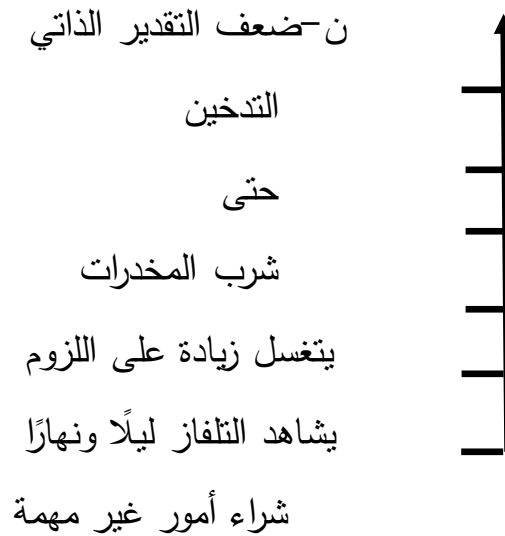 ن-ضعف التقدير الذاتي
التدخين
حتى
شرب المخدرات
يتغسل زيادة على اللزوم
يشاهد التلفاز ليلًا ونهارًا
شراء أمور غير مهمة